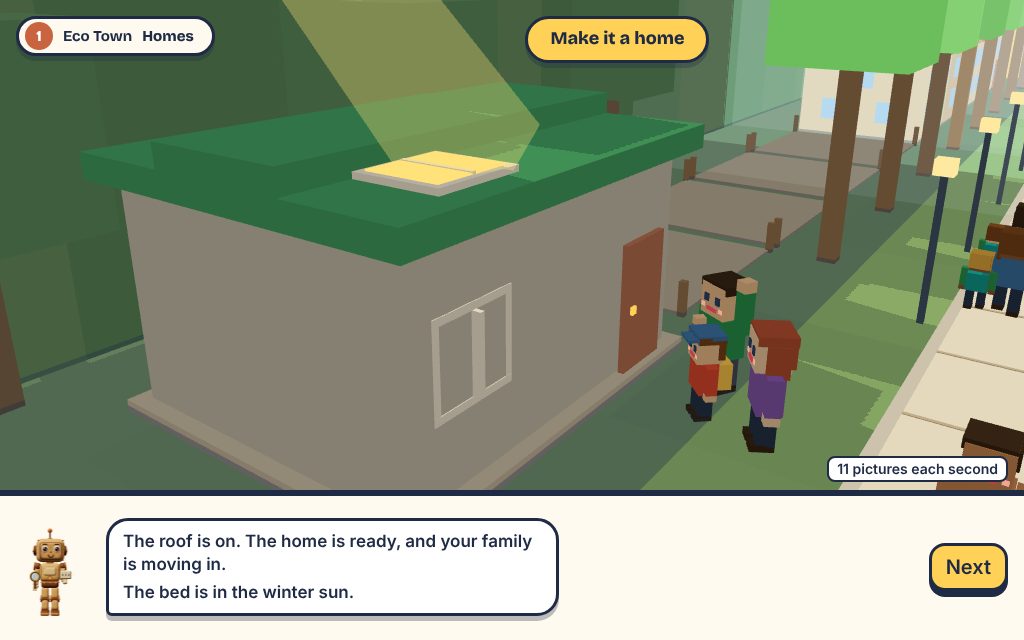 1 Eco Town Homes
Make it a home
11 pictures each second
The roof is on. The home is ready, and your family
is moving in.
The bed is in the winter sun.
Next